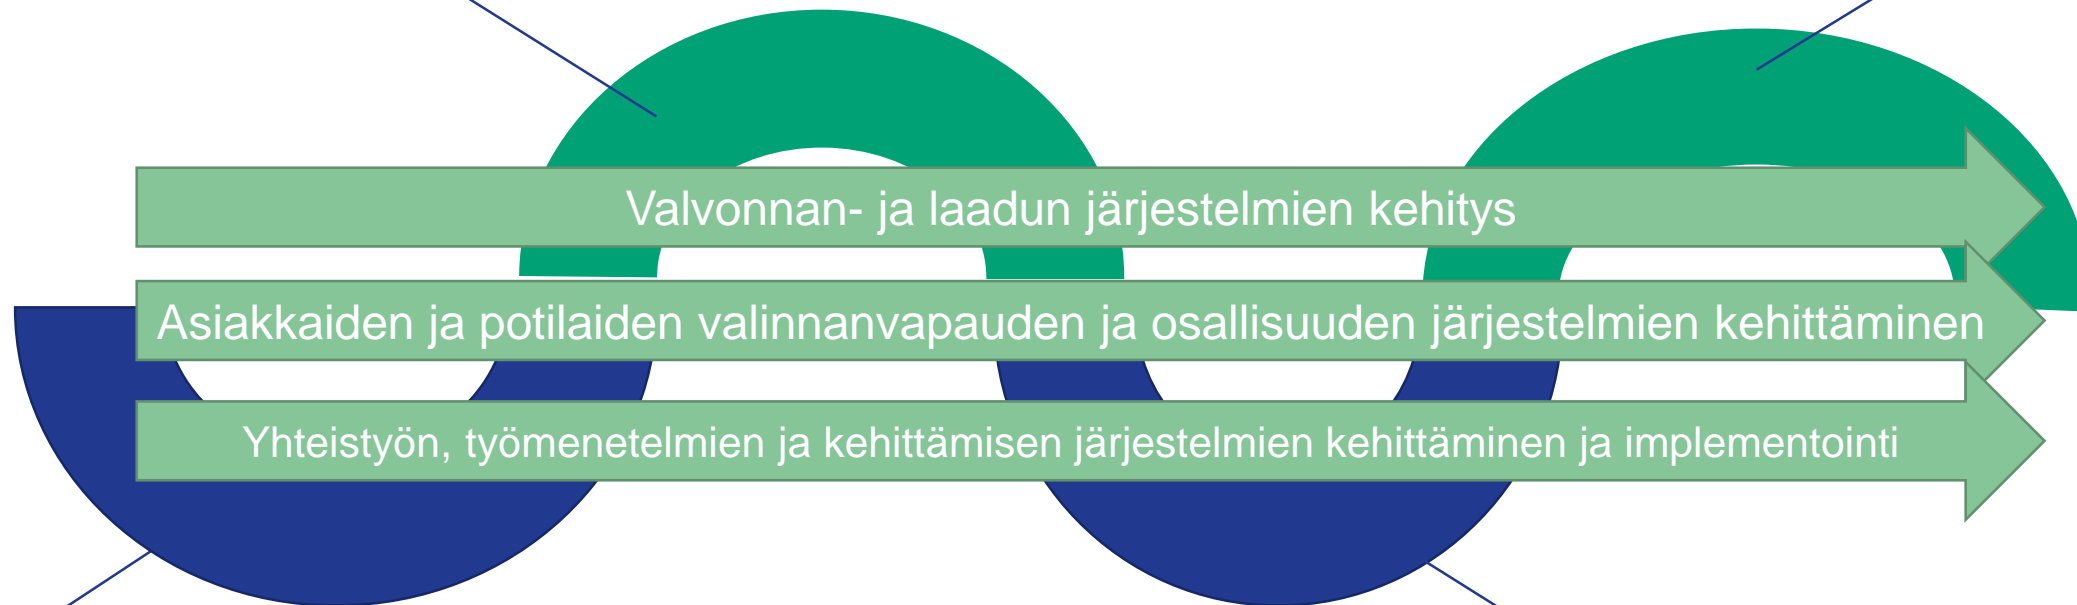 Valvonnan- ja laadun järjestelmien kehitys
Asiakkaiden ja potilaiden valinnanvapauden ja osallisuuden järjestelmien kehittäminen
Yhteistyön, työmenetelmien ja kehittämisen järjestelmien kehittäminen ja implementointi